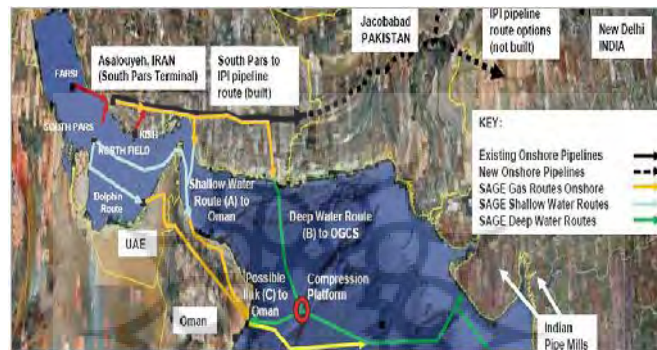 Jacobabad
PAKISTAN
IPI pipeline
route options
(not built)
New Delhi
INDIA
Asalouyeh, IRAN
(South Pars Terminal)
South Pars to
IPI pipeline
route (built)
FARSI
SOUTH PARS
KISH
NORTH FIELD
Dolphin
Route
Shallow Water
Route (A) to
Oman
Deep Water Route
(B) to OGCS
UAE
Possible
link (C) to
Oman
Compression
Platform
Oman
KEY:
Existing Onshore Pipelines
New Onshore Pipelines
SAGE Gas Routes Onshore
SAGE Shallow Water Routes
SAGE Deep Water Routes
Indian
Pipe Mills